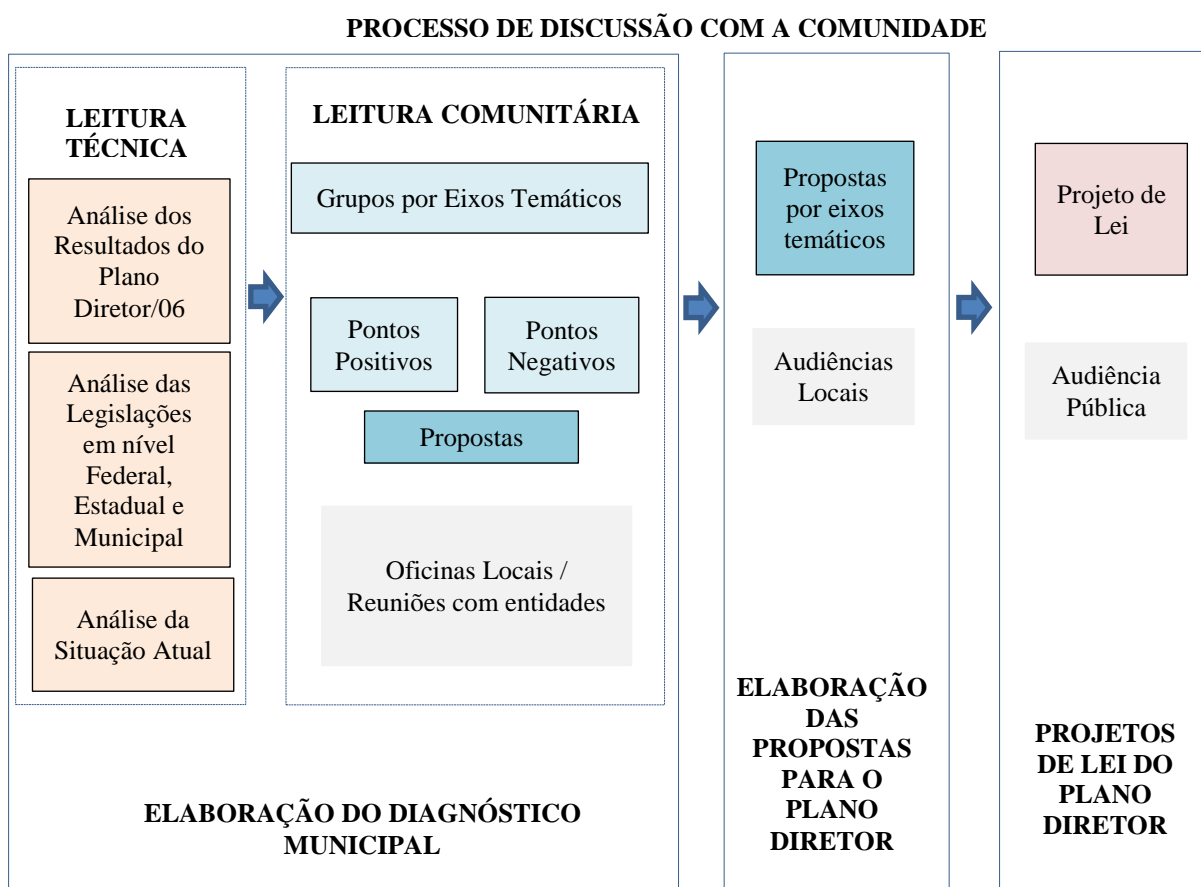 PROCESSO DE DISCUSSÃO COM A COMUNIDADE
LEITURA
TÉCNICA
Análise dos
Resultados do
Plano
Diretor/06
Análise das
Legislações
em nível
Federal,
Estadual e
Municipal
Análise da
Situação Atual
LEITURA COMUNITÁRIA
Grupos por Eixos Temáticos
Pontos
Positivos
Pontos
Negativos
Propostas
Oficinas Locais /
Reuniões com entidades
ELABORAÇÃO DO DIAGNÓSTICO
MUNICIPAL
Propostas
por eixos
temáticos
Audiências
Locais
ELABORAÇÃO
DAS
PROPOSTAS
PARA O
PLANO
DIRETOR
Projeto de
Lei
Audiência
Pública
PROJETOS
DE LEI DO
PLANO
DIRETOR